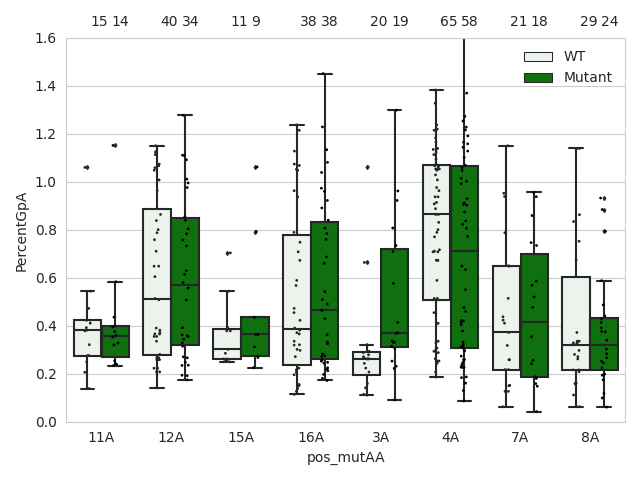 15 14 40 34 11 9 38 38 20 19 65 58 21 18 29 24
1.6
1.4
1.2
1.0
0.8
0.6
0.4
0.2
0.0
PercentGpA
WT
Mutant
11A 12A 15A 16A 3A 4A 7A 8A
pos_mutAA